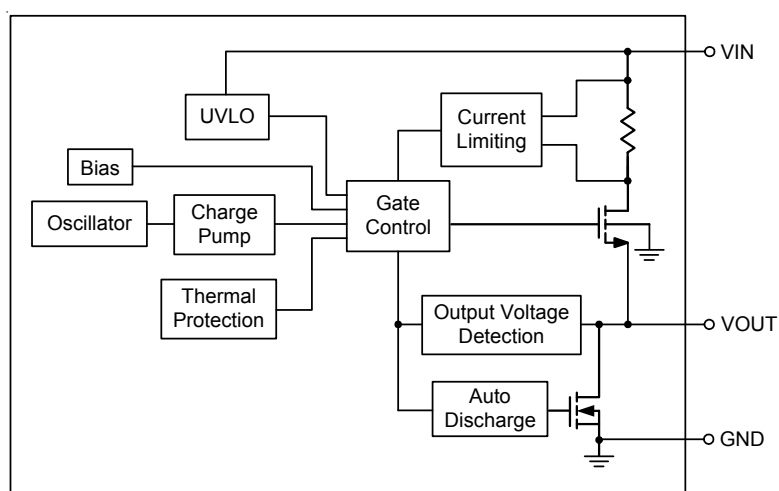 VIN
UVLO
Current
Limiting
Bias
Gate
Control
Oscillator
Charge
Pump
Thermal
Protection
Output Voltage
Detection
VOUT
Auto
Discharge
GND